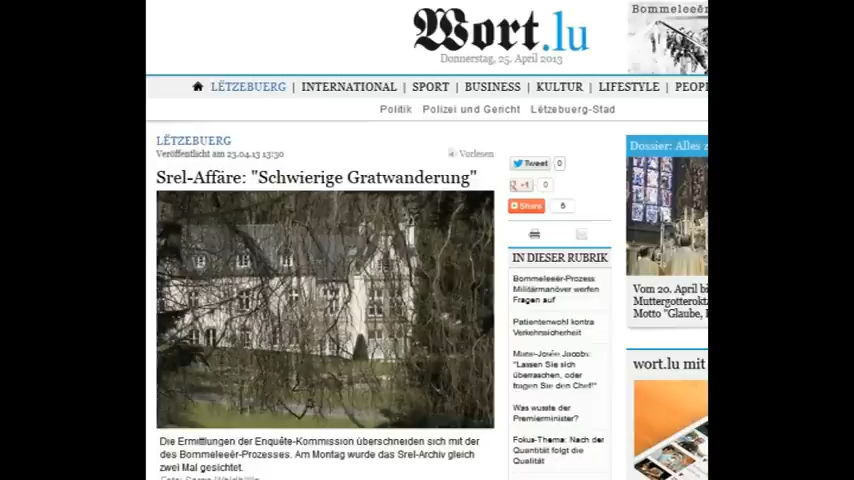 Bommeleeër
Wort.lu
Donnerstag, 25. April 2013
LËTZEBUERG | INTERNATIONAL | SPORT | BUSINESS | KULTUR | LIFESTYLE | PEOPL
Politik Polizei und Gericht Lëtzebuerg-Stad
LËTZEBUERG
Veröffentlicht am 23.04.13 13:30
Vorlesen
Srel-Affäre: "Schwierige Gratwanderung"
Die Ermittlungen der Enquête-Kommission überschneiden sich mit der
des Bommeleeër-Prozesses. Am Montag wurde das Srel-Archiv gleich
zwei Mal gesichtet.
Tweet 0
+1 0
Share 6
IN DIESER RUBRIK
Bommeleeër-Prozess:
Militärmanöver werfen
Fragen auf
Patientenwohl kontra
Verkehrssicherheit
Marie-Josée Jacobs:
"Lassen Sie sich
überraschen, oder
fragen Sie den Chef!"
Was wusste der
Premierminister?
Fokus-Thema: Nach der
Quantität folgt die
Qualität
Dossier: Alles z
Vom 20. April bi
Muttergottesokta
Motto "Glaube, 
wort.lu mit